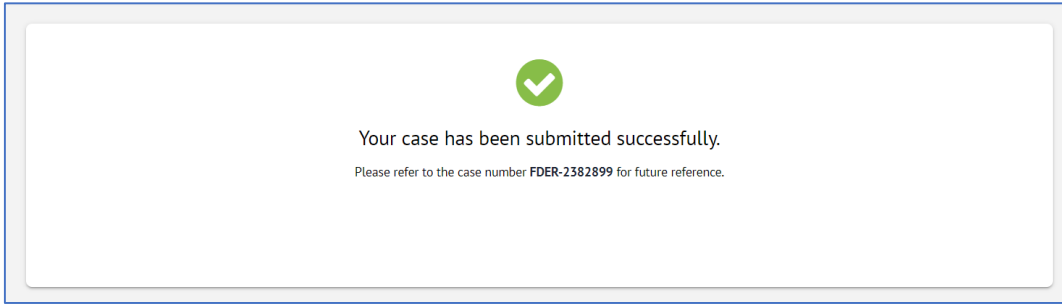 Your case has been submitted successfully.
Please refer to the case number FDER-2382899 for future reference.